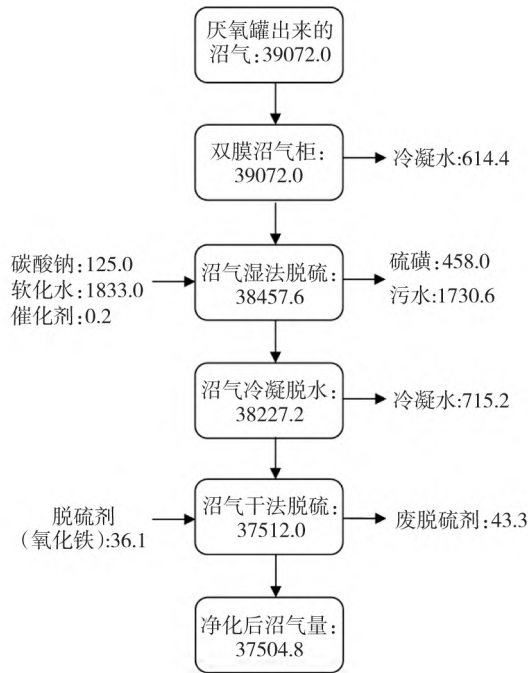 厌氧罐出来的
沼气:39072.0
双膜沼气柜:
39072.0
冷凝水:614.4
碳酸钠:125.0
软化水:1833.0
催化剂:0.2
沼气湿法脱硫:
38457.6
硫磺:458.0
污水:1730.6
沼气冷凝脱水:
38227.2
冷凝水:715.2
脱硫剂
（氧化铁）:36.1
沼气干法脱硫:
37512.0
废脱硫剂:43.3
净化后沼气量:
37504.8